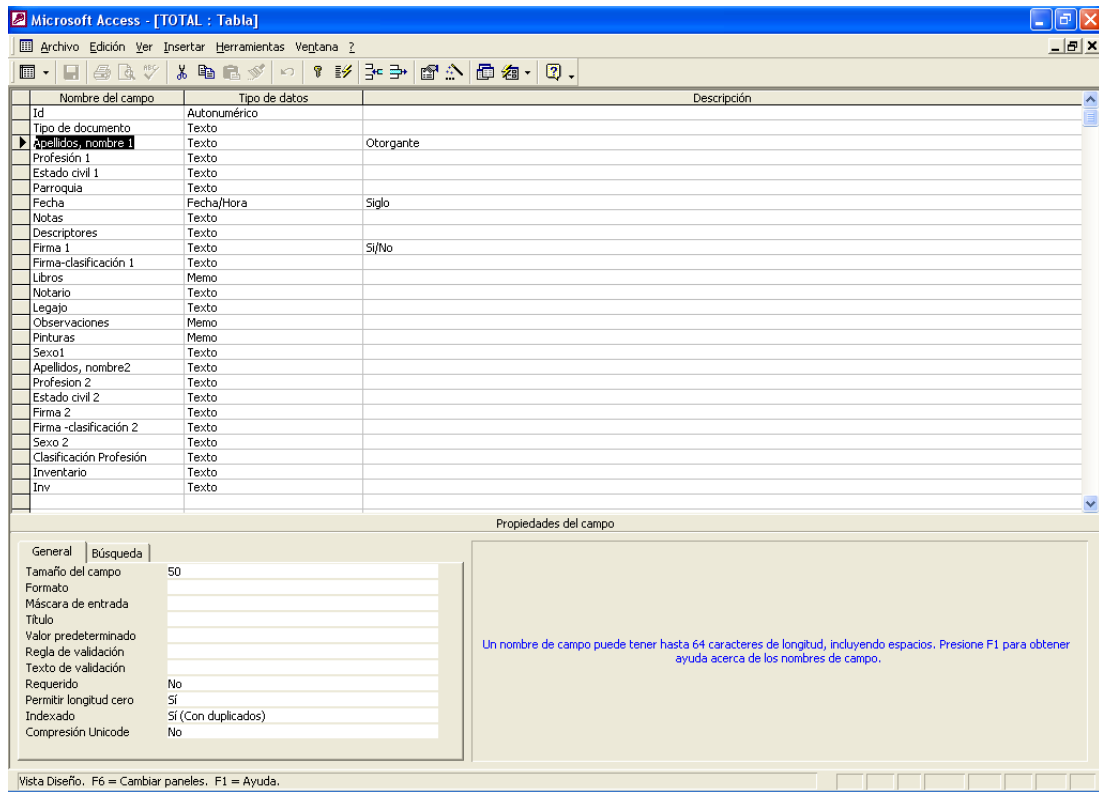 Microsoft Access - [TOTAL : Tabla]
Archivo Edición Ver Insertar Herramientas Ventana ?
Nombre del campo Tipo de datos Descripción
Id Autonumérico
Tipo de documento Texto
Apellidos, nombre 1 Texto Otorgante
Profesión 1 Texto
Estado civil 1 Texto
Parroquia Texto
Fecha Fecha/Hora Siglo
Notas Texto
Descriptores Texto
Firma 1 Texto Si/No
Firma-clasificación 1 Texto
Libros Memo
Notario Texto
Legajo Texto
Observaciones Memo
Pinturas Memo
Sexo1 Texto
Apellidos, nombre2 Texto
Profesion 2 Texto
Estado civil 2 Texto
Firma 2 Texto
Firma -clasificación 2 Texto
Sexo 2 Texto
Clasificación Profesión Texto
Inventario Texto
Inv Texto
Propiedades del campo
General Búsqueda
Tamaño del campo 50
Formato
Máscara de entrada
Título
Valor predeterminado
Regla de validación
Texto de validación
Requerido No
Permitir longitud cero Sí
Indexado Sí (Con duplicados)
Compresión Unicode No
Un nombre de campo puede tener hasta 64 caracteres de longitud, incluyendo espacios. Presione F1 para obtener
ayuda acerca de los nombres de campo.
Vista Diseño. F6 = Cambiar paneles. F1 = Ayuda.